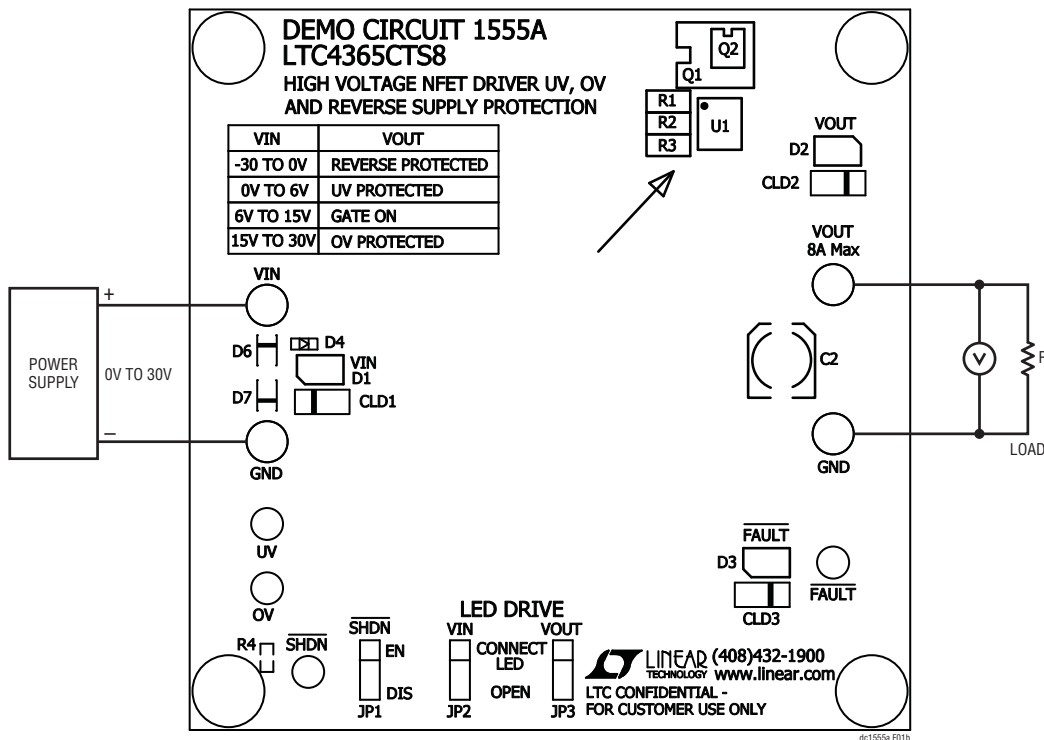 DEMO CIRCUIT 1555A
LTC4365CTS8
HIGH VOLTAGE NFET DRIVER UV, OV
AND REVERSE SUPPLY PROTECTION
VIN VOUT
-30 TO 0V REVERSE PROTECTED
0V TO 6V UV PROTECTED
6V TO 15V GATE ON
15V TO 30V OV PROTECTED
Q2
Q1
R1
R2
R3
U1
VOUT
D2
CLD2
VOUT
8A Max
VIN
+
POWER
SUPPLY
0V TO 30V
–
D6
D4
VIN
D1
D7
CLD1
GND
C2
V
R
LOAD
GND
UV
OV
FAULT
D3
FAULT
CLD3
R4
SHDN
SHDN
EN
DIS
JP1
LED DRIVE
VIN VOUT
CONNECT
LED
OPEN
JP2 JP3
LINEAR (408)432-1900
TECHNOLOGY www.linear.com
LTC CONFIDENTIAL -
FOR CUSTOMER USE ONLY
dc1555a F01b